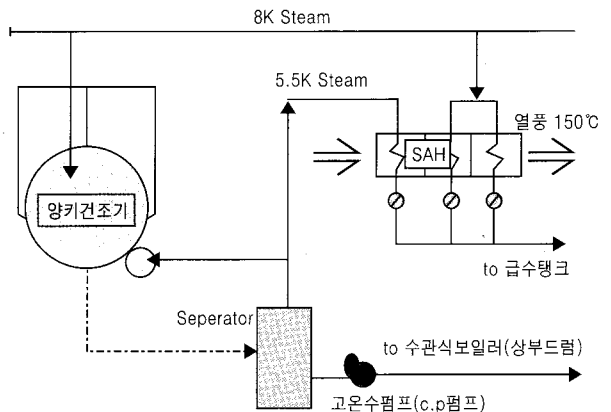 8K Steam
5.5K Steam
열풍 150℃
SAH
양키건조기
to 급수탱크
Seperator
to 수관식보일러(상부드럼)
고온수펌프(c.p펌프)